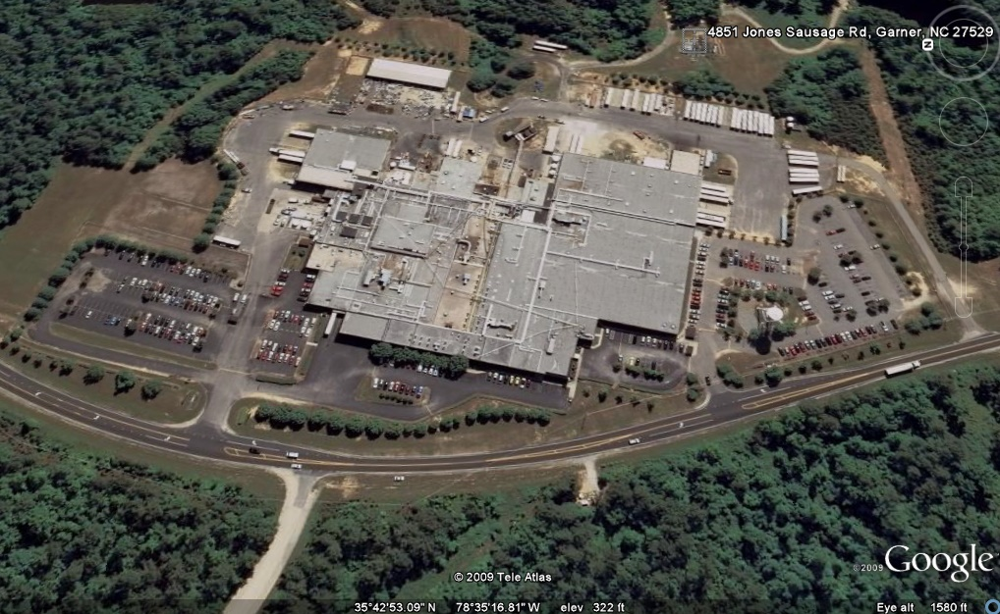 4851 Jones Sausage Rd, Garner, NC 27529
© 2009 Tele Atlas
© 2009 Google
35°42'53.09" N 78°35'16.81" W elev 322 ft Eye alt 1580 ft